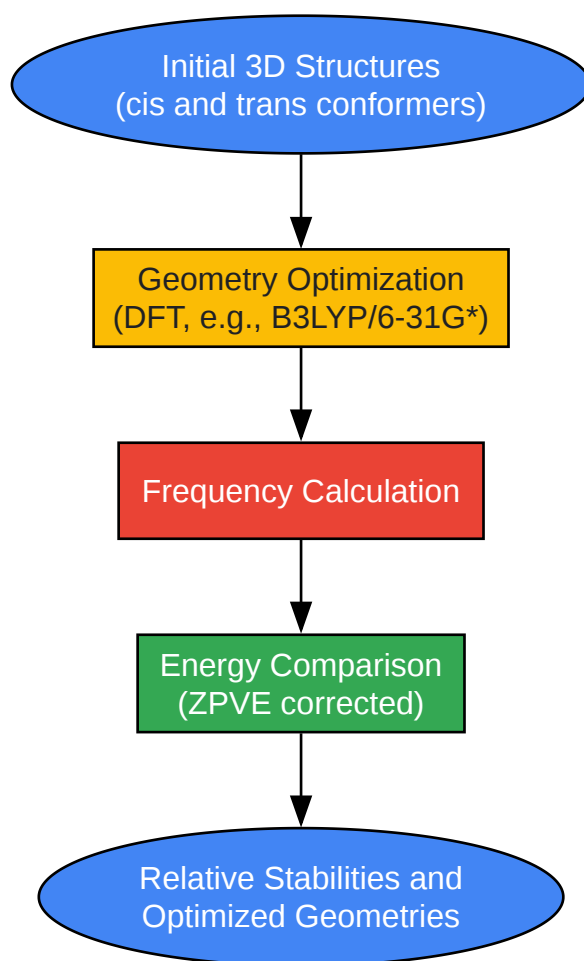 Initial 3D Structures
(cis and trans conformers)
Geometry Optimization
(DFT, e.g., B3LYP/6-31G*)
Frequency Calculation
Energy Comparison
(ZPVE corrected)
Relative Stabilities and
Optimized Geometries